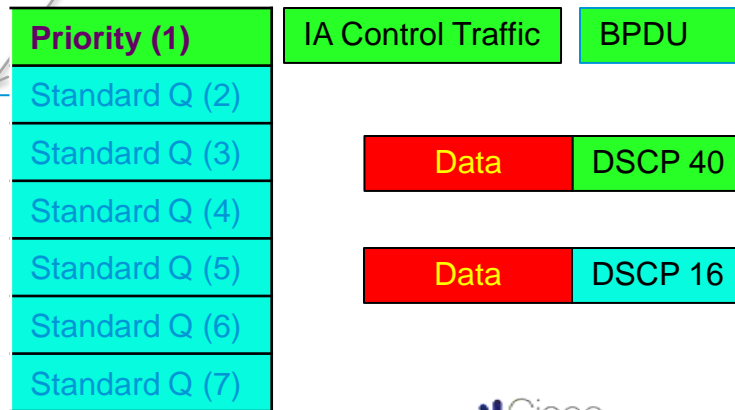 Priority (1) IA Control Traffic BPDU
Standard Q (2)
Standard Q (3) Data DSCP 40
Standard Q (4)
Standard Q (5) Data DSCP 16
Standard Q (6)
Standard Q (7)